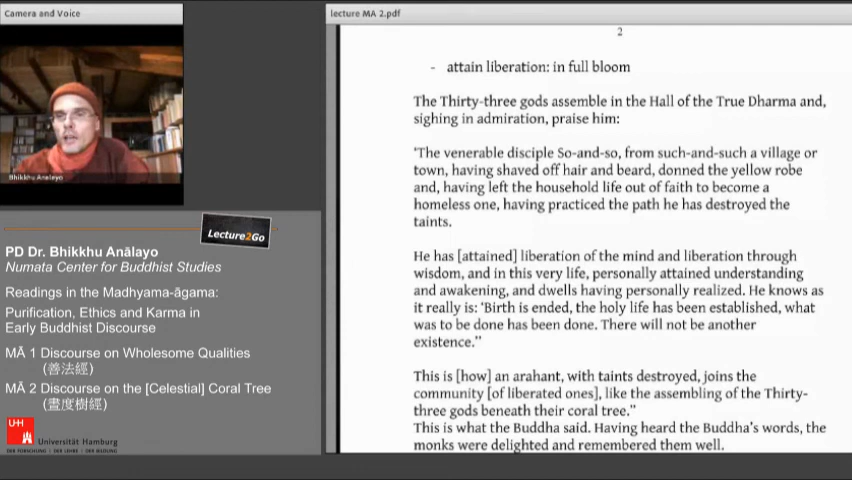 Camera and Voice
Bhikkhu Anālayo
Lecture2Go
PD Dr. Bhikkhu Anālayo
Numata Center for Buddhist Studies
Readings in the Madhyama-āgama:
Purification, Ethics and Karma in
Early Buddhist Discourse
MĀ 1 Discourse on Wholesome Qualities
(善法經)
MĀ 2 Discourse on the [Celestial] Coral Tree
(晝度樹經)
UH
Universität Hamburg
DER FORSCHUNG | DER LEHRE | DER BILDUNG
lecture MA 2.pdf
2
- attain liberation: in full bloom
The Thirty-three gods assemble in the Hall of the True Dharma and,
sighing in admiration, praise him:
'The venerable disciple So-and-so, from such-and-such a village or
town, having shaved off hair and beard, donned the yellow robe
and, having left the household life out of faith to become a
homeless one, having practiced the path he has destroyed the
taints.
He has [attained] liberation of the mind and liberation through
wisdom, and in this very life, personally attained understanding
and awakening, and dwells having personally realized. He knows as
it really is: 'Birth is ended, the holy life has been established, what
was to be done has been done. There will not be another
existence."
This is [how] an arahant, with taints destroyed, joins the
community [of liberated ones], like the assembling of the Thirty-
three gods beneath their coral tree."
This is what the Buddha said. Having heard the Buddha's words, the
monks were delighted and remembered them well.